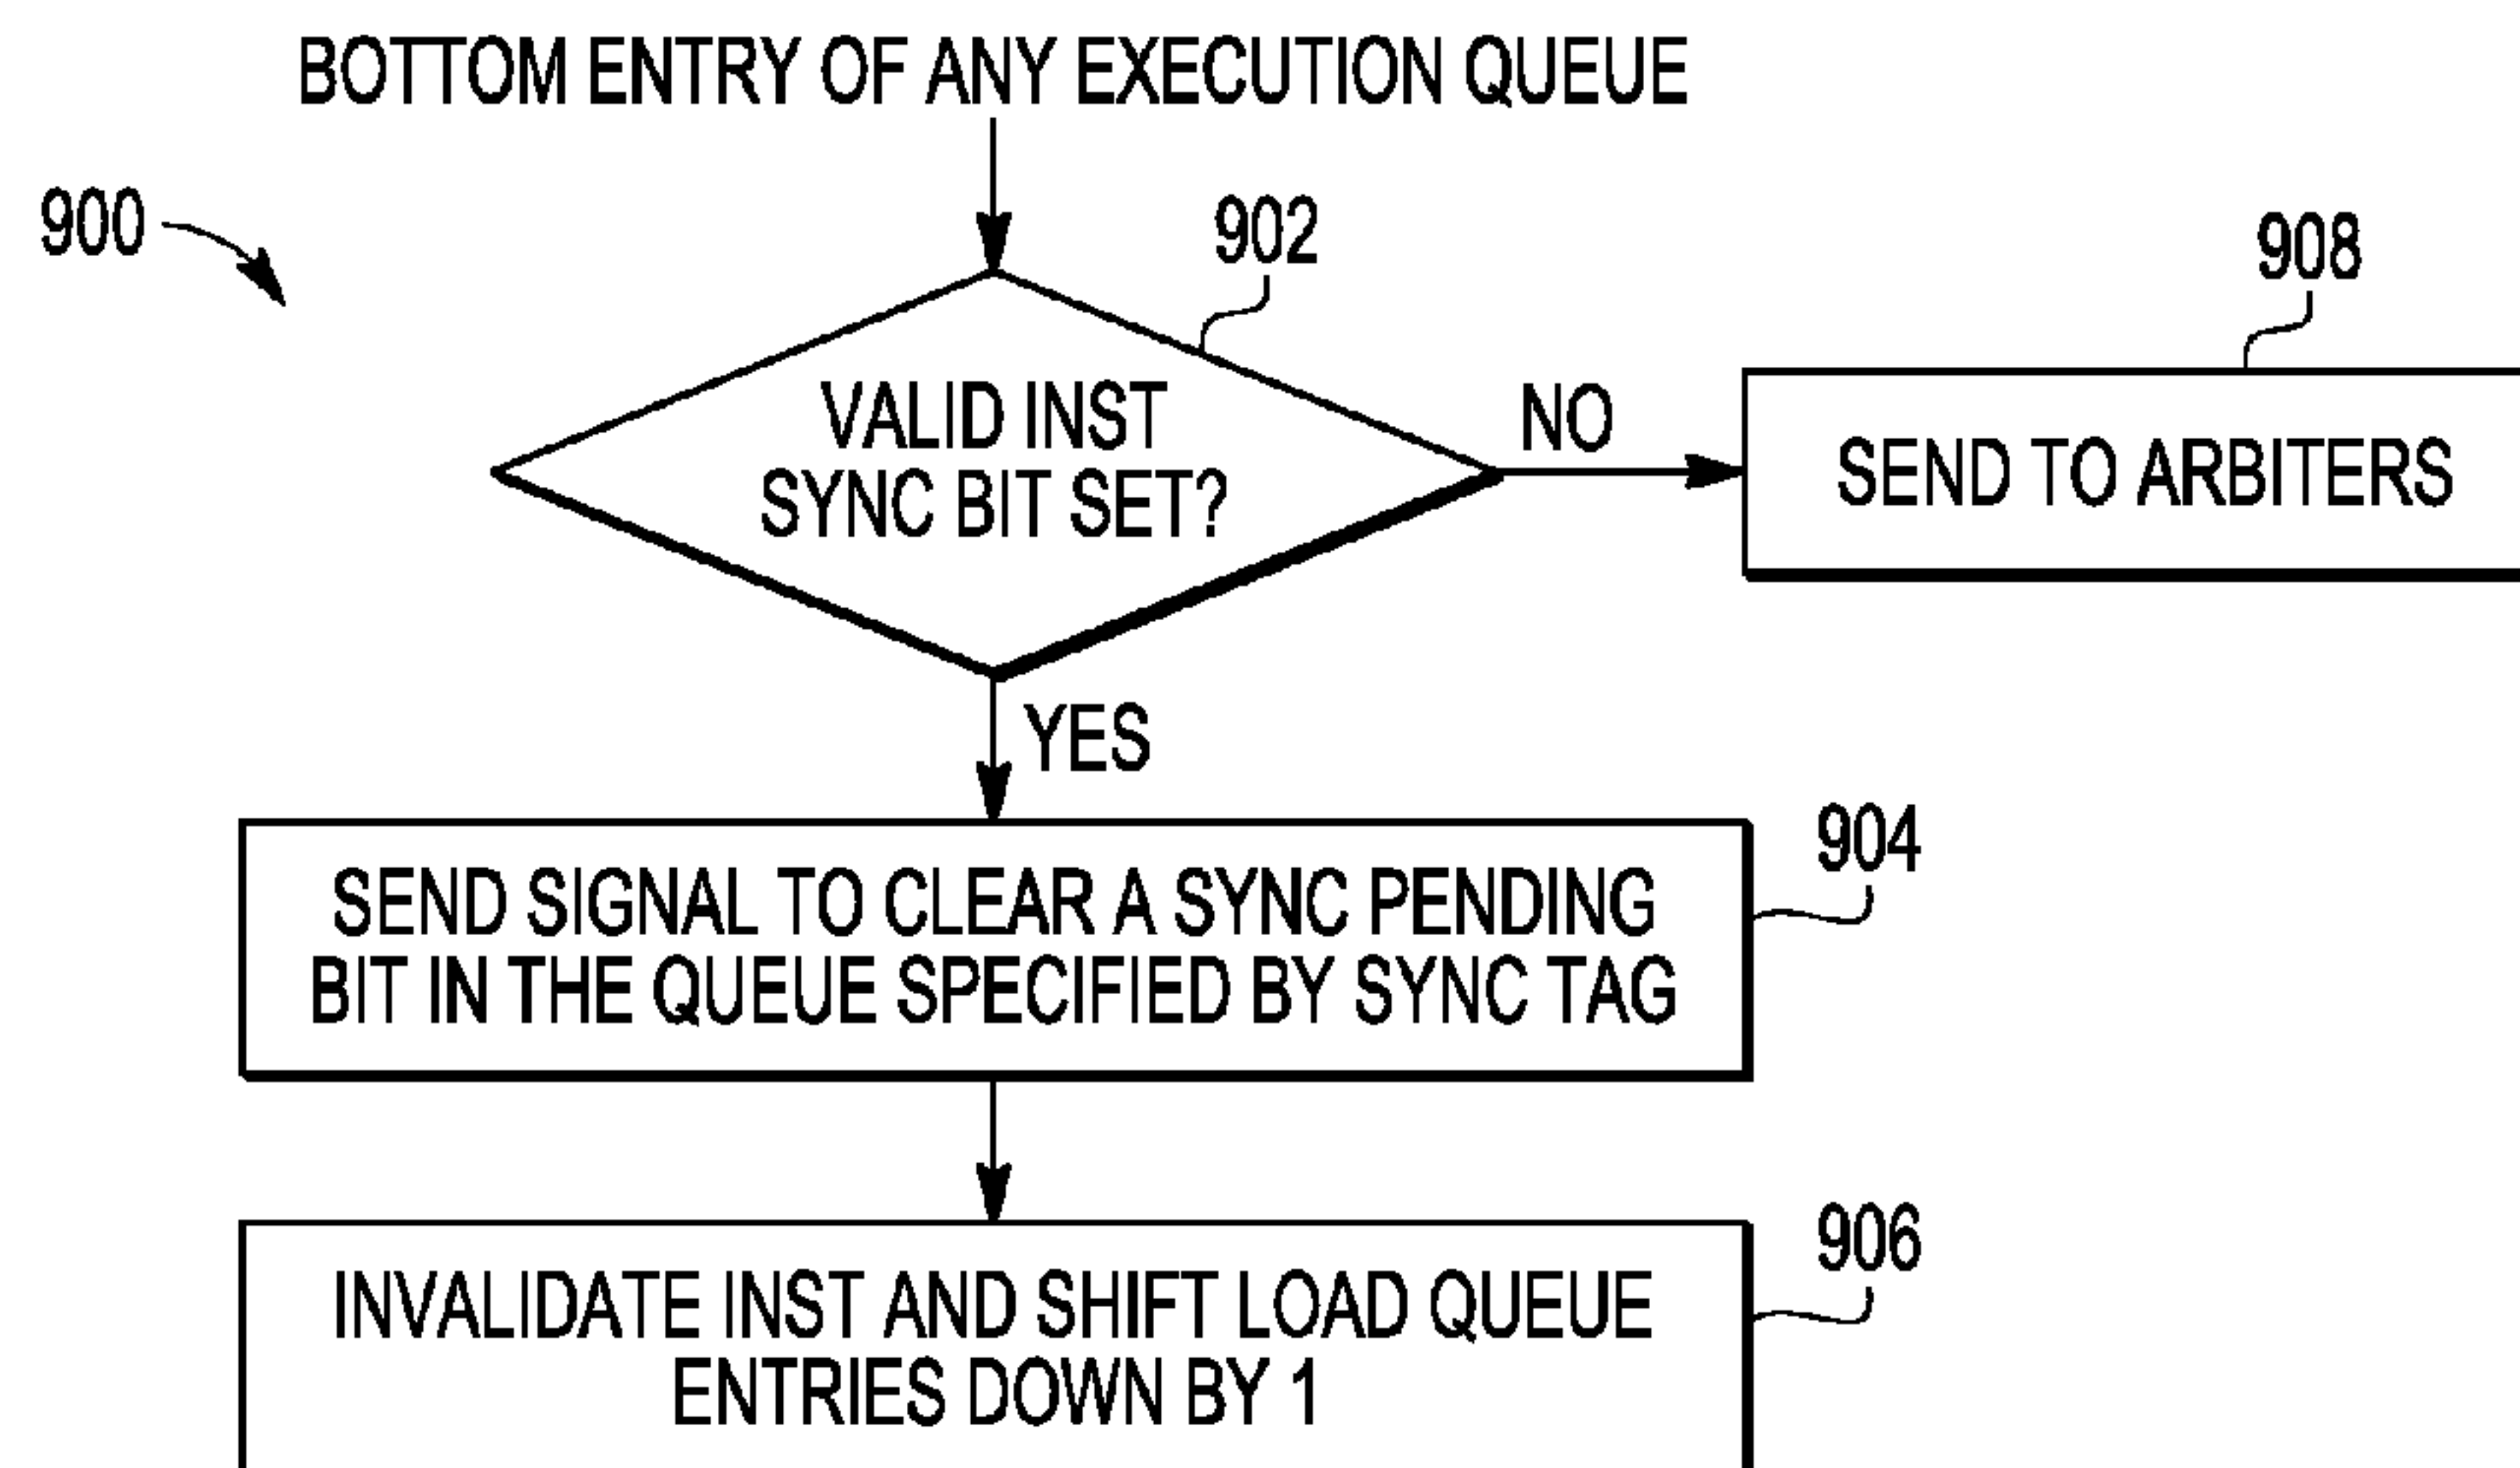 BOTTOM ENTRY OF ANY EXECUTION QUEUE
900
902
908
VALID INST
SYNC BIT SET?
NO
SEND TO ARBITERS
YES
904
SEND SIGNAL TO CLEAR A SYNC PENDING
BIT IN THE QUEUE SPECIFIED BY SYNC TAG
906
INVALIDATE INST AND SHIFT LOAD QUEUE
ENTRIES DOWN BY 1